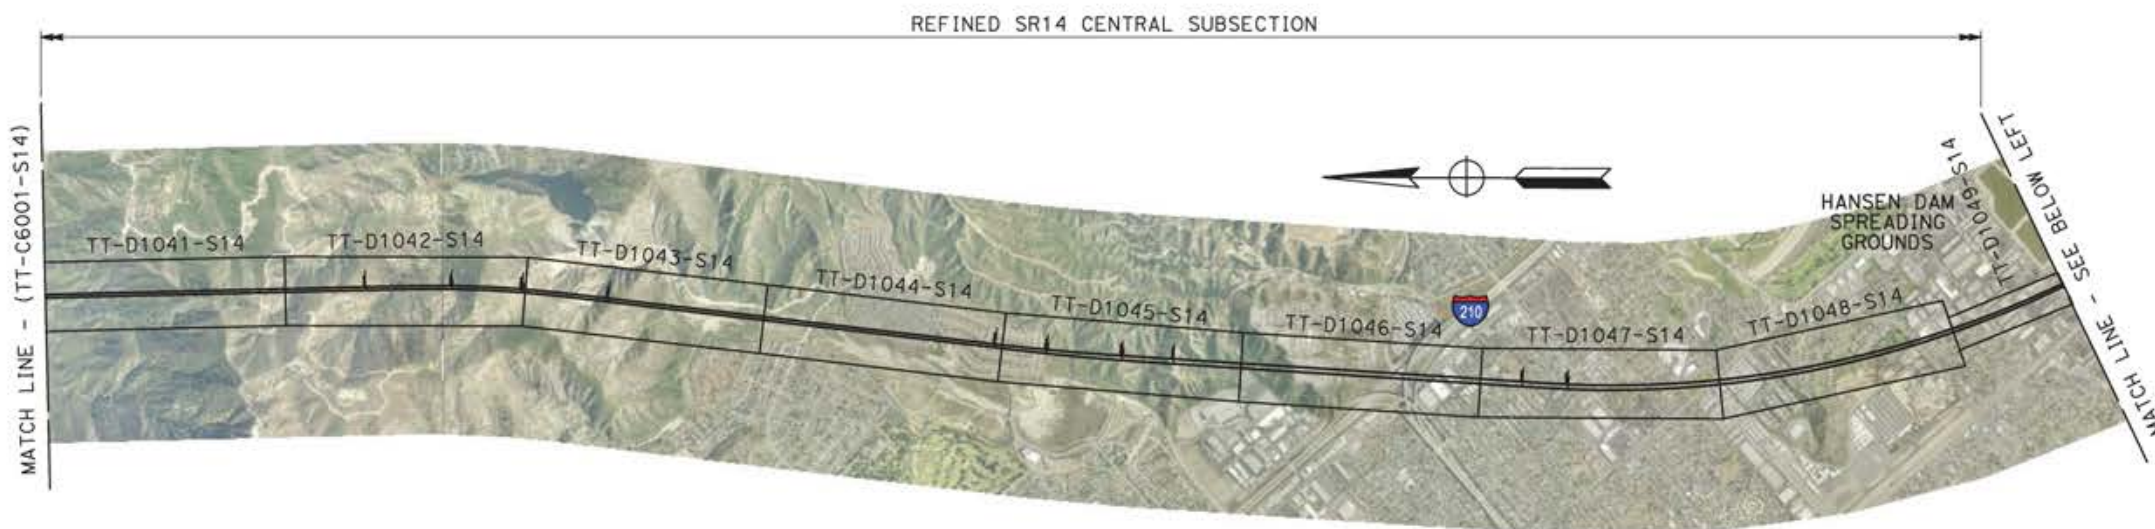 REFINED SR14 CENTRAL SUBSECTION
MATCH LINE - (TT-C6001-S14)
TT-D1041-S14
TT-D1042-S14
TT-D1043-S14
TT-D1044-S14
TT-D1045-S14
TT-D1046-S14
210
TT-D1047-S14
TT-D1048-S14
HANSEN DAM
SPREADING
GROUNDS
TT-D1049-S14
MATCH LINE - SEE BELOW LEFT